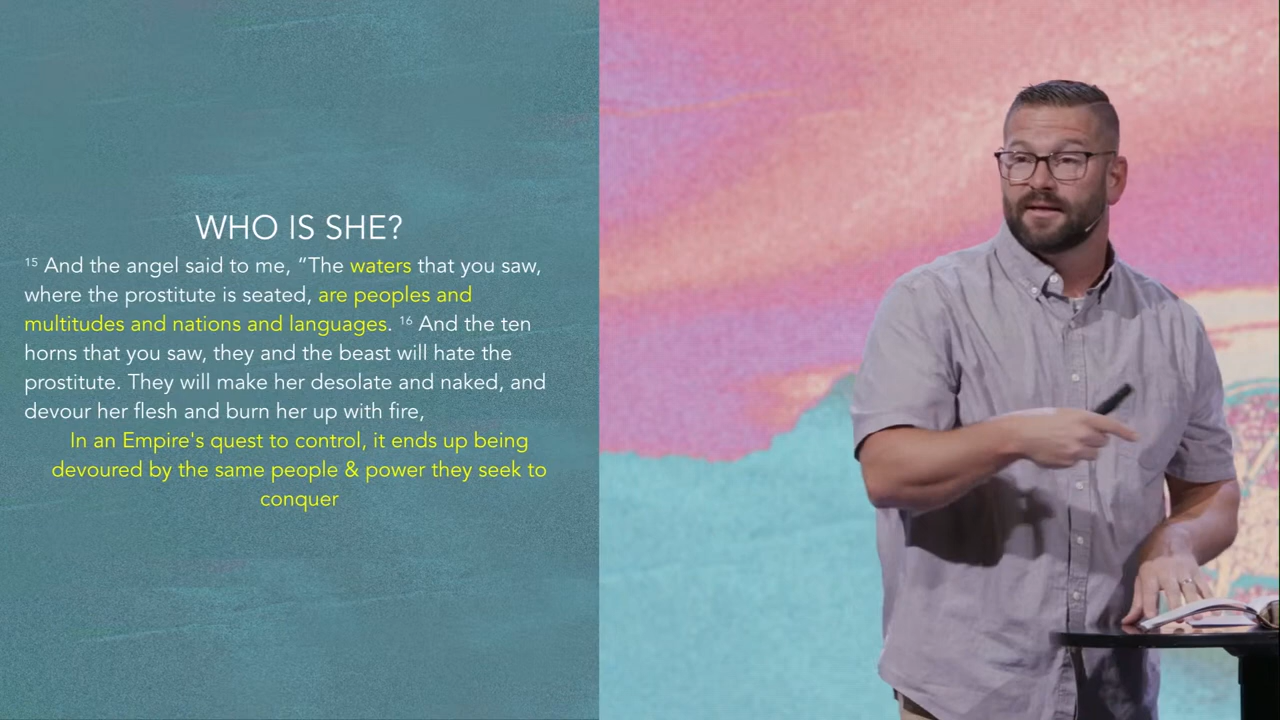 WHO IS SHE?
15 And the angel said to me, “The waters that you saw,
where the prostitute is seated, are peoples and
multitudes and nations and languages. 16 And the ten
horns that you saw, they and the beast will hate the
prostitute. They will make her desolate and naked, and
devour her flesh and burn her up with fire,
In an Empire's quest to control, it ends up being
devoured by the same people & power they seek to
conquer